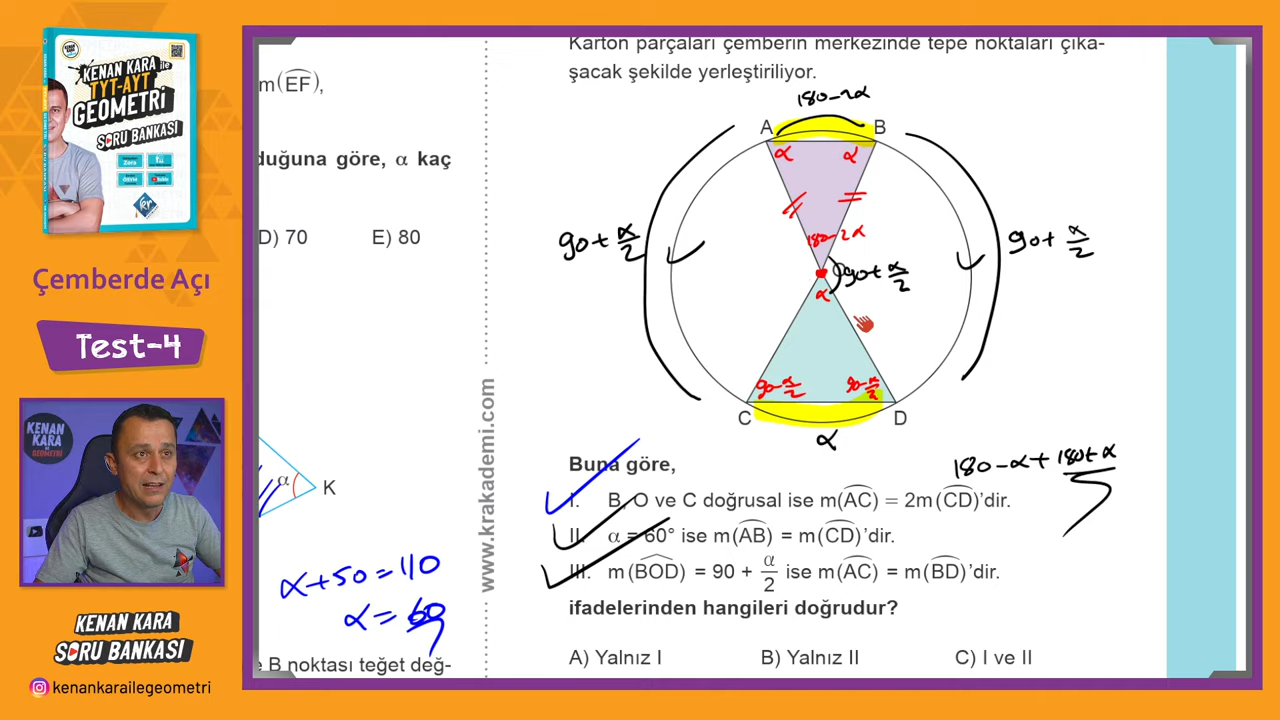 KENAN KARA ile
TYT-AYT
GEOMETRİ
SORU BANKASI
Çemberde Açı
Test-4
KENAN KARA
SORU BANKASI
kenankarailegeometri
m(EF),
duğuna göre, α kaç
D) 70 E) 80
α
K
α+50=110
α=60
e B noktası teğet değ-
www.krakademi.com
Karton parçaları çemberin merkezinde tepe noktaları çıka-
şacak şekilde yerleştiriliyor.
180-2α
A B
α α
180-2α
90+α/2
90+α/2
90+α/2
α
90-α/2 90-α/2
C D
α
180-α+180+α
Buna göre,
I. B, O ve C doğrusal ise m(AC) = 2m(CD)'dir.
II. α = 60° ise m(AB) = m(CD)'dir.
III. m(BOD) = 90 + α/2 ise m(AC) = m(BD)'dir.
ifadelerinden hangileri doğrudur?
A) Yalnız I B) Yalnız II C) I ve II